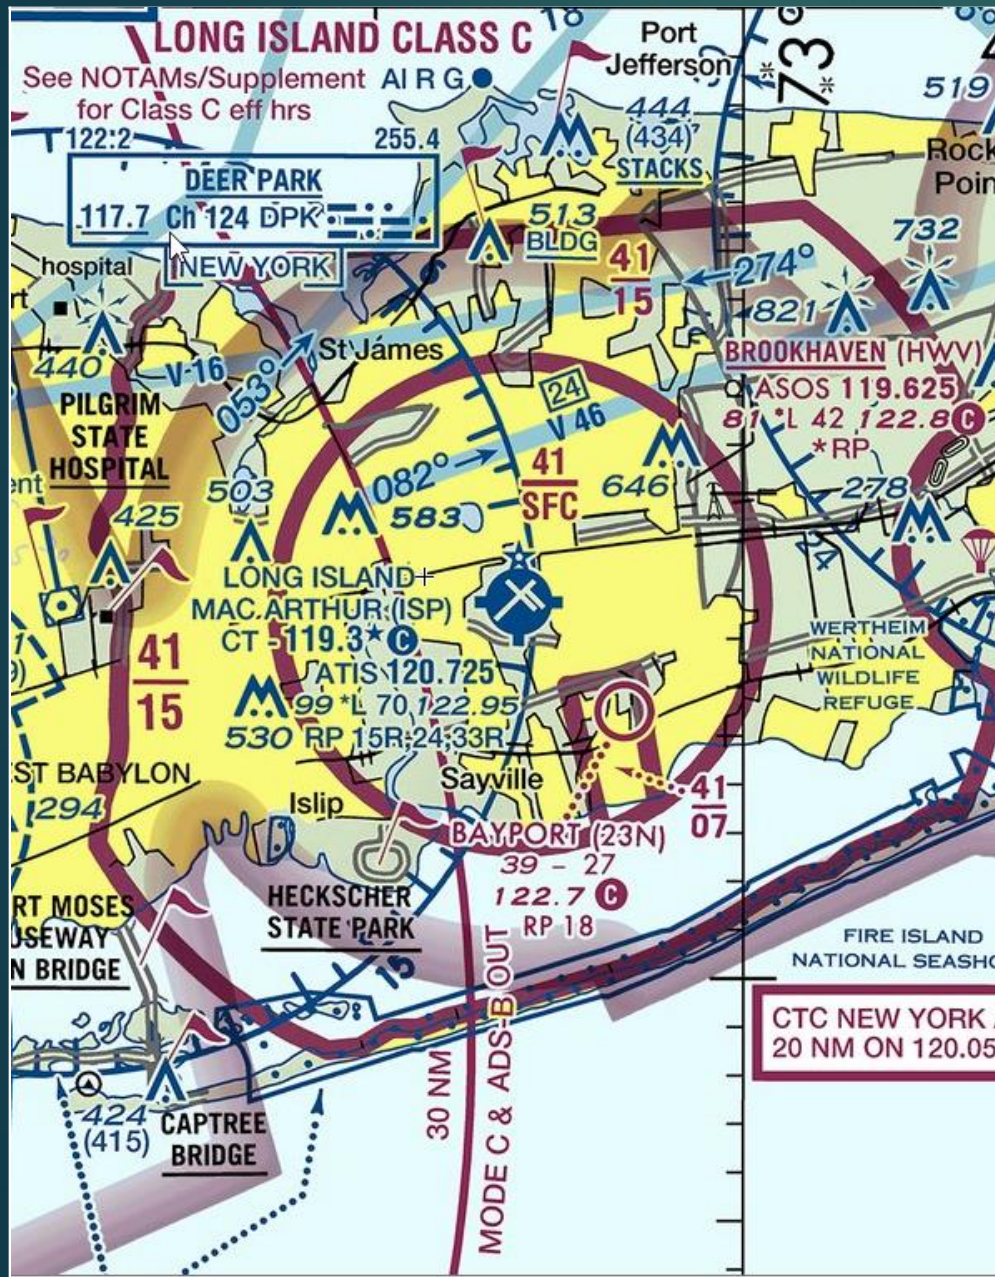 LONG ISLAND CLASS C
See NOTAMs/Supplement
for Class C eff hrs
AI R G
18
Port
Jefferson
73°
519
444
(434)
STACKS
Rock
Poin
122.2
255.4
DEER PARK
117.7 Ch 124 DPK
NEW YORK
513
BLDG
41
15
274°
732
821
hospital
rt
440
V-16
053°
St James
BROOKHAVEN (HWV)
ASOS 119.625
81 *L 42 122.8 C
*RP
PILGRIM
STATE
HOSPITAL
24
V 46
082°
41
SFC
646
278
ent
503
425
583
24
LONG ISLAND
MAC ARTHUR (ISP)
CT - 119.3* C
ATIS 120.725
99 *L 70 122.95
RP 15R,24,33R
530
41
15
WERTHEIM
NATIONAL
WILDLIFE
REFUGE
ST BABYLON
294
Islip
Sayville
41
07
BAYPORT (23N)
39 - 27
122.7 C
RP 18
HECKSCHER
STATE PARK
RT MOSES
USEWAY
N BRIDGE
15
FIRE ISLAND
NATIONAL SEASHO
CTC NEW YORK
20 NM ON 120.05
30 NM
MODE C & ADS-B OUT
424
(415)
CAPTREE
BRIDGE